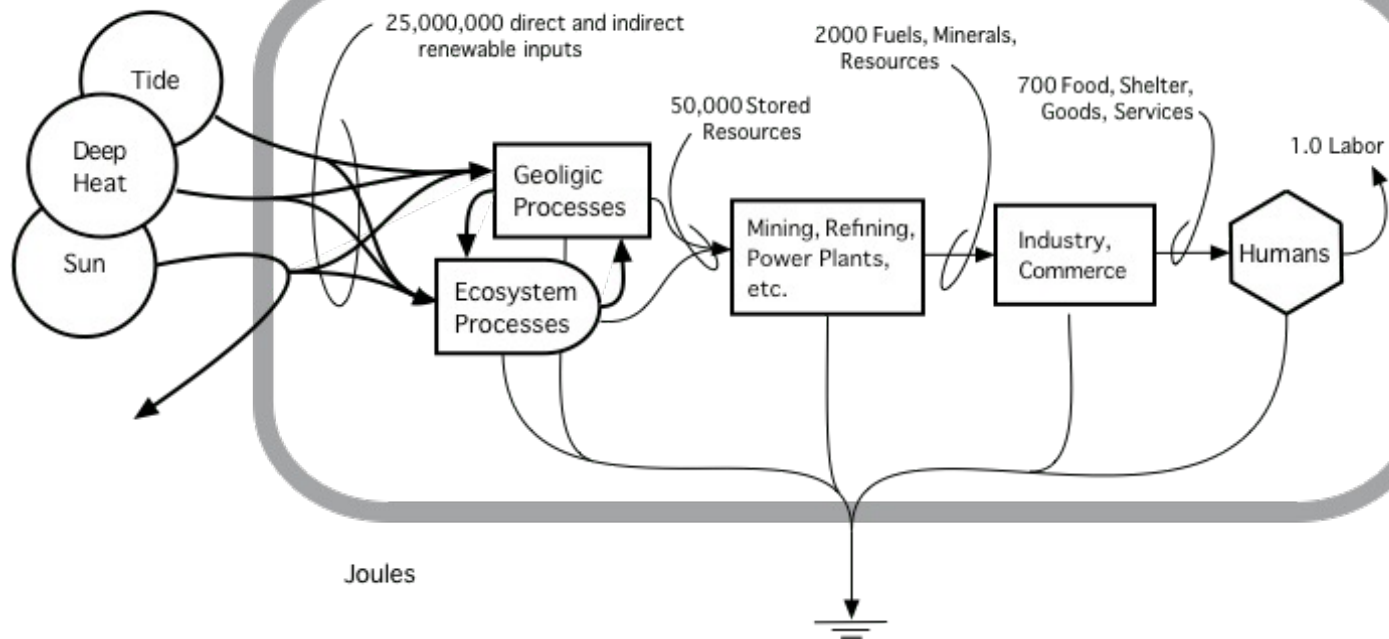 25,000,000 direct and indirect
renewable inputs
2000 Fuels, Minerals,
Resources
700 Food, Shelter,
Goods, Services
50,000 Stored
Resources
1.0 Labor
Tide
Deep
Heat
Sun
Geoligic
Processes
Ecosystem
Processes
Mining, Refining,
Power Plants,
etc.
Industry,
Commerce
Humans
Joules